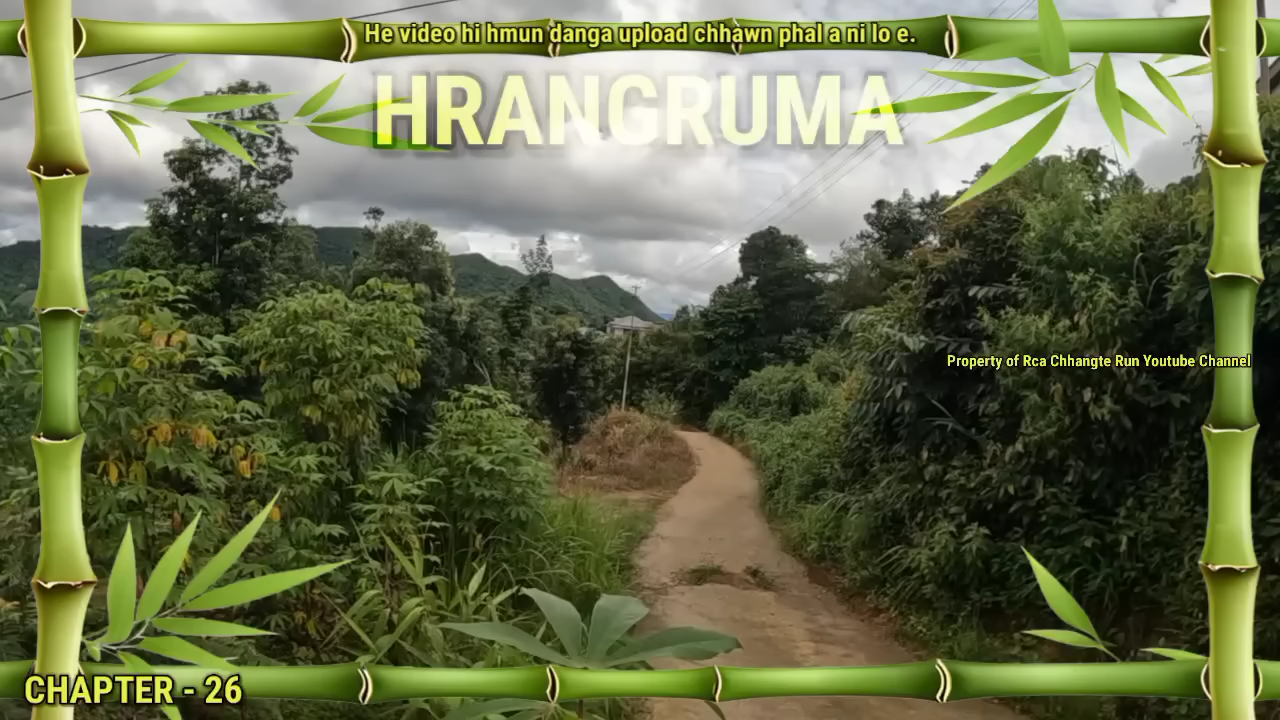 He video hi hmun danga upload chhawn phal a ni lo e.
HRANGRUMA
Property of Rca Chhangte Run Youtube Channel
CHAPTER - 26